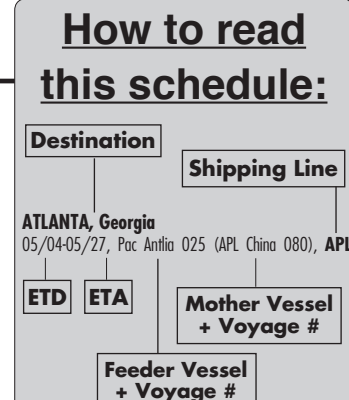 How to read
this schedule:
Destination
Shipping Line
ATLANTA, Georgia
05/04-05/27, Pac Antlia 025 (APL China 080), APL
ETD
ETA
Mother Vessel
+ Voyage #
Feeder Vessel
+ Voyage #